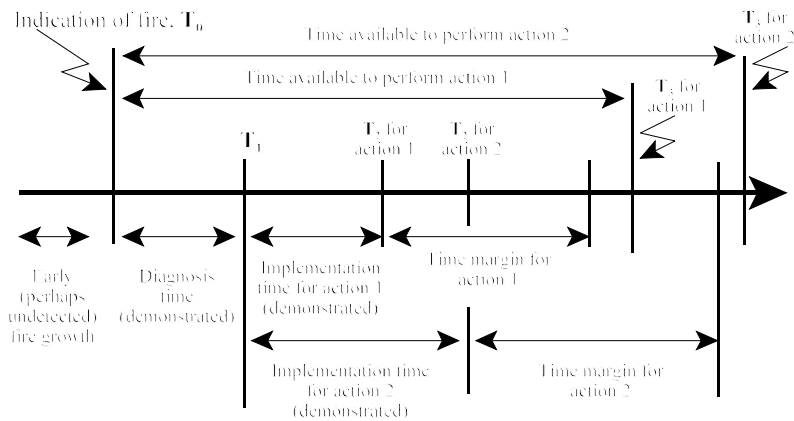 Indication of fire, T0
Time available to perform action 2
T3 for
action 2
Time available to perform action 1
T3 for
action 1
T1
T2 for
action 1
T2 for
action 2
Early
(perhaps
undetected)
fire growth
Diagnosis
time
(demonstrated)
Implementation
time for action 1
(demonstrated)
Time margin for
action 1
Implementation time
for action 2
(demonstrated)
Time margin for
action 2